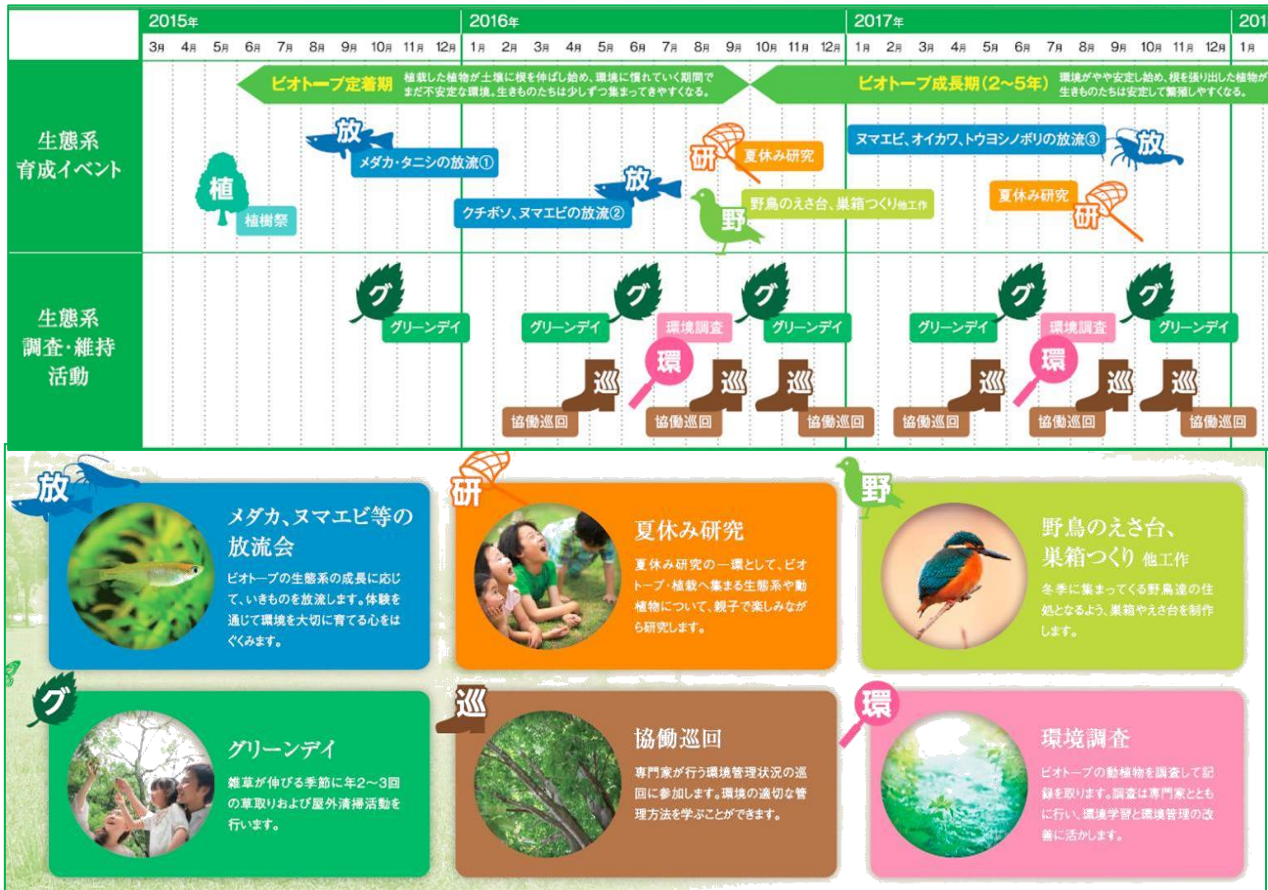 2015年
2016年
2017年
201
3月 4月 5月 6月 7月 8月 9月 10月 11月 12月 1月 2月 3月 4月 5月 6月 7月 8月 9月 10月 11月 12月 1月 2月 3月 4月 5月 6月 7月 8月 9月 10月 11月 12月 1月
生態系
育成イベント
ビオトープ定着期
植栽した植物が土壌に根を伸ばし始め、環境に慣れていく期間で
まだ不安定な環境。生きものたちは少しずつ集まってきやすくなる。
ビオトープ成長期(2〜5年)
環境がやや安定し始め、根を張り出した植物が
生きものたちは安定して繁殖しやすくなる。
植
植樹祭
放
メダカ・タニシの放流①
放
クチボソ、ヌマエビの放流②
研
夏休み研究
野
野鳥のえさ台、巣箱つくり他工作
ヌマエビ、オイカワ、トウヨシノボリの放流③
放
夏休み研究
研
生態系
調査・維持
活動
グ
グリーンデイ
グリーンデイ
グ
環境調査
環
グ
グリーンデイ
グリーンデイ
グ
環境調査
環
グ
グリーンデイ
巡
協働巡回
巡
協働巡回
巡
協働巡回
巡
協働巡回
巡
協働巡回
巡
協働巡回
放
メダカ、ヌマエビ等の
放流会
ビオトープの生態系の成長に応じ
て、いきものを放流します。体験を
通じて環境を大切に育てる心をは
ぐくみます。
研
夏休み研究
夏休み研究の一環として、ビオ
トープ・植栽へ集まる生態系や動
植物について、親子で楽しみなが
ら研究します。
野
野鳥のえさ台、
巣箱つくり 他工作
冬季に集まってくる野鳥達の住
処となるよう、巣箱やえさ台を制作
します。
グ
グリーンデイ
雑草が伸びる季節に年2〜3回
の草取りおよび屋外清掃活動を
行います。
巡
協働巡回
専門家が行う環境管理状況の巡
回に参加します。環境の適切な管
理方法を学ぶことができます。
環
環境調査
ビオトープの動植物を調査して記
録を取ります。調査は専門家ととも
に行い、環境学習と環境管理の改
善に活かします。